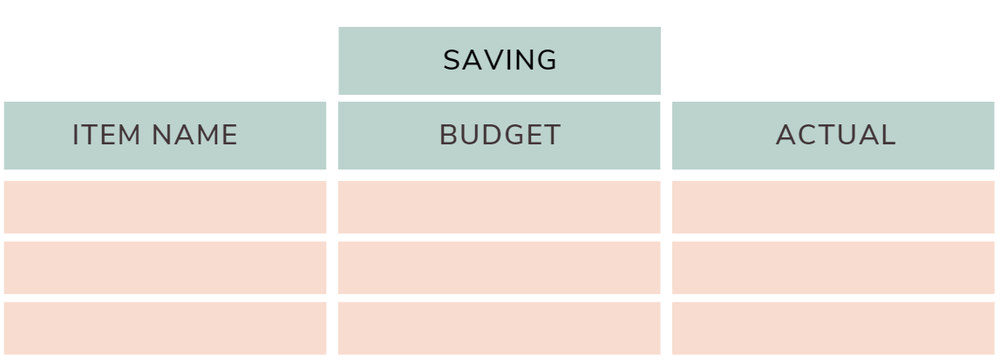 SAVING
ITEM NAME BUDGET ACTUAL